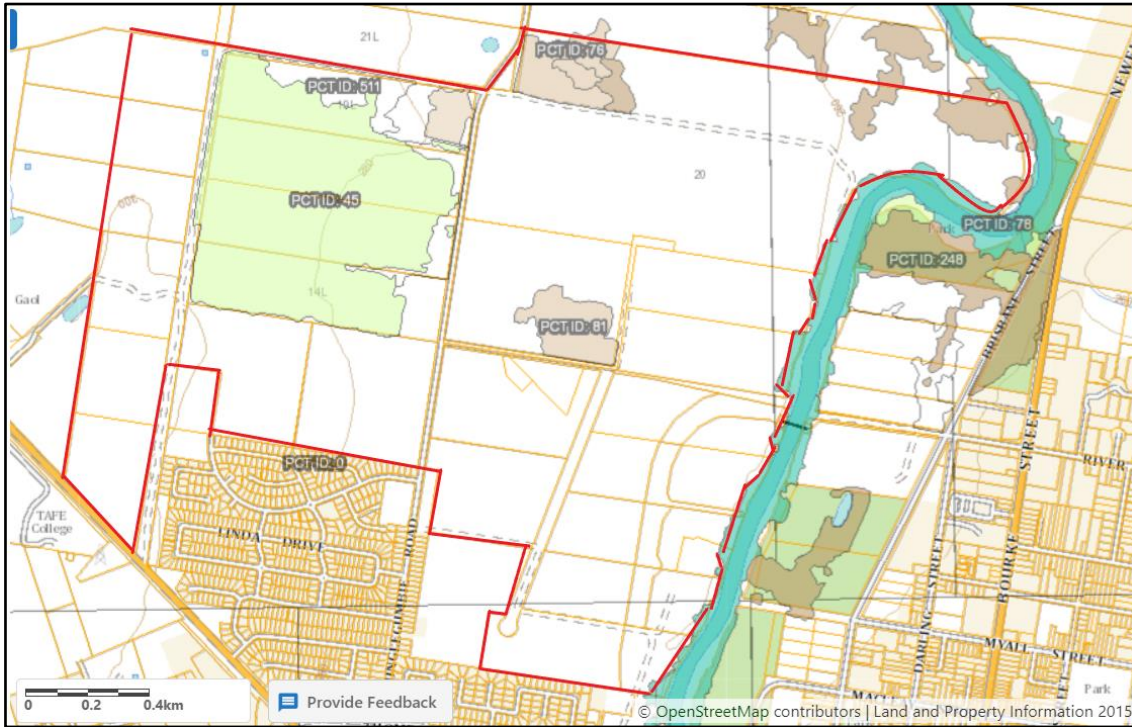 21L
PCT ID: 76
NEWELL
PCT ID: 511
PCT ID: 45
20
PCT ID: 78
PCT ID: 248
14L
Gaol
PCT ID: 81
BRISBANE STREET
STREET
RIVER
PCT ID: 0
TAFE
College
LINDA DRIVE
ROAD
DARLING STREET
BOURKE
MYALL STREET
Park
0 0.2 0.4km
Provide Feedback
© OpenStreetMap contributors | Land and Property Information 2015